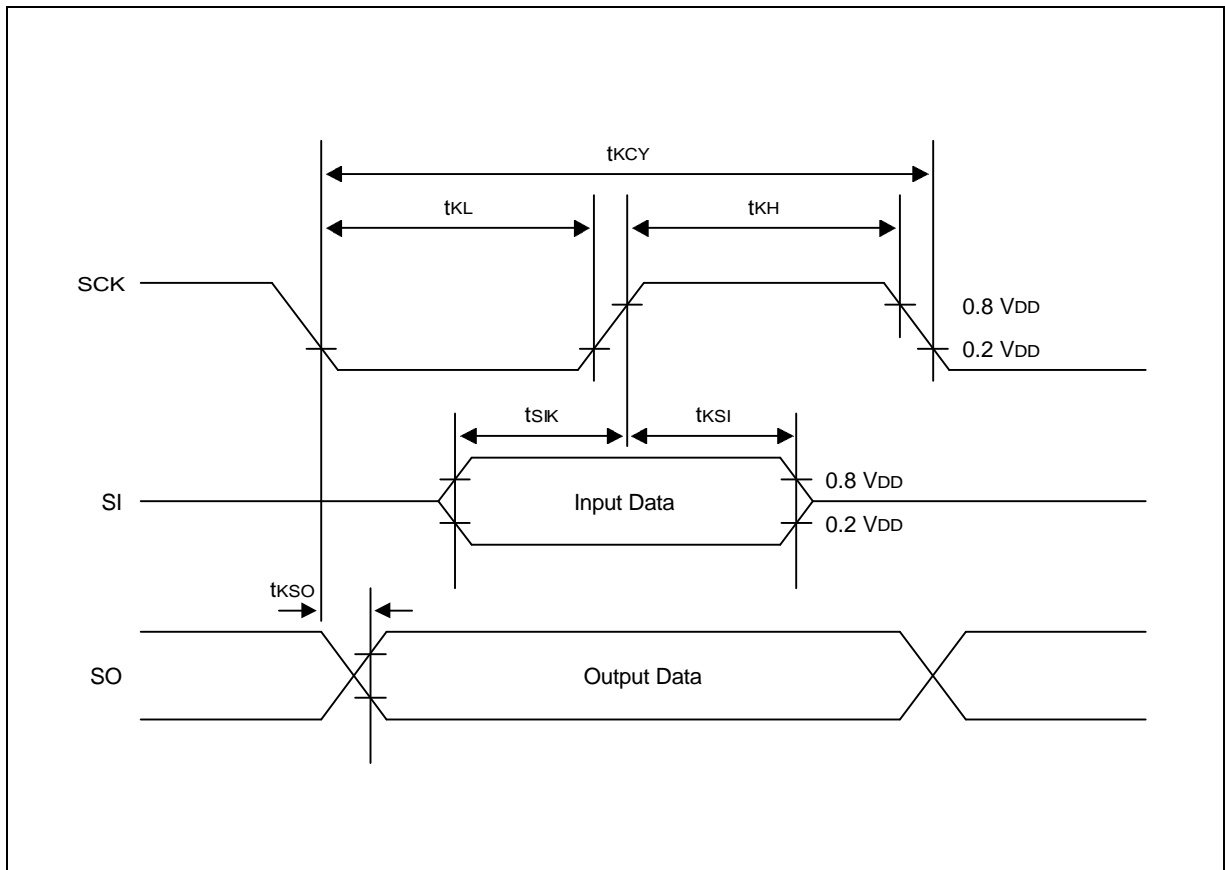 tKCY
tKL
tKH
SCK
0.8 VDD
0.2 VDD
tSIK
tKSI
0.8 VDD
SI
Input Data
0.2 VDD
tKSO
SO
Output Data